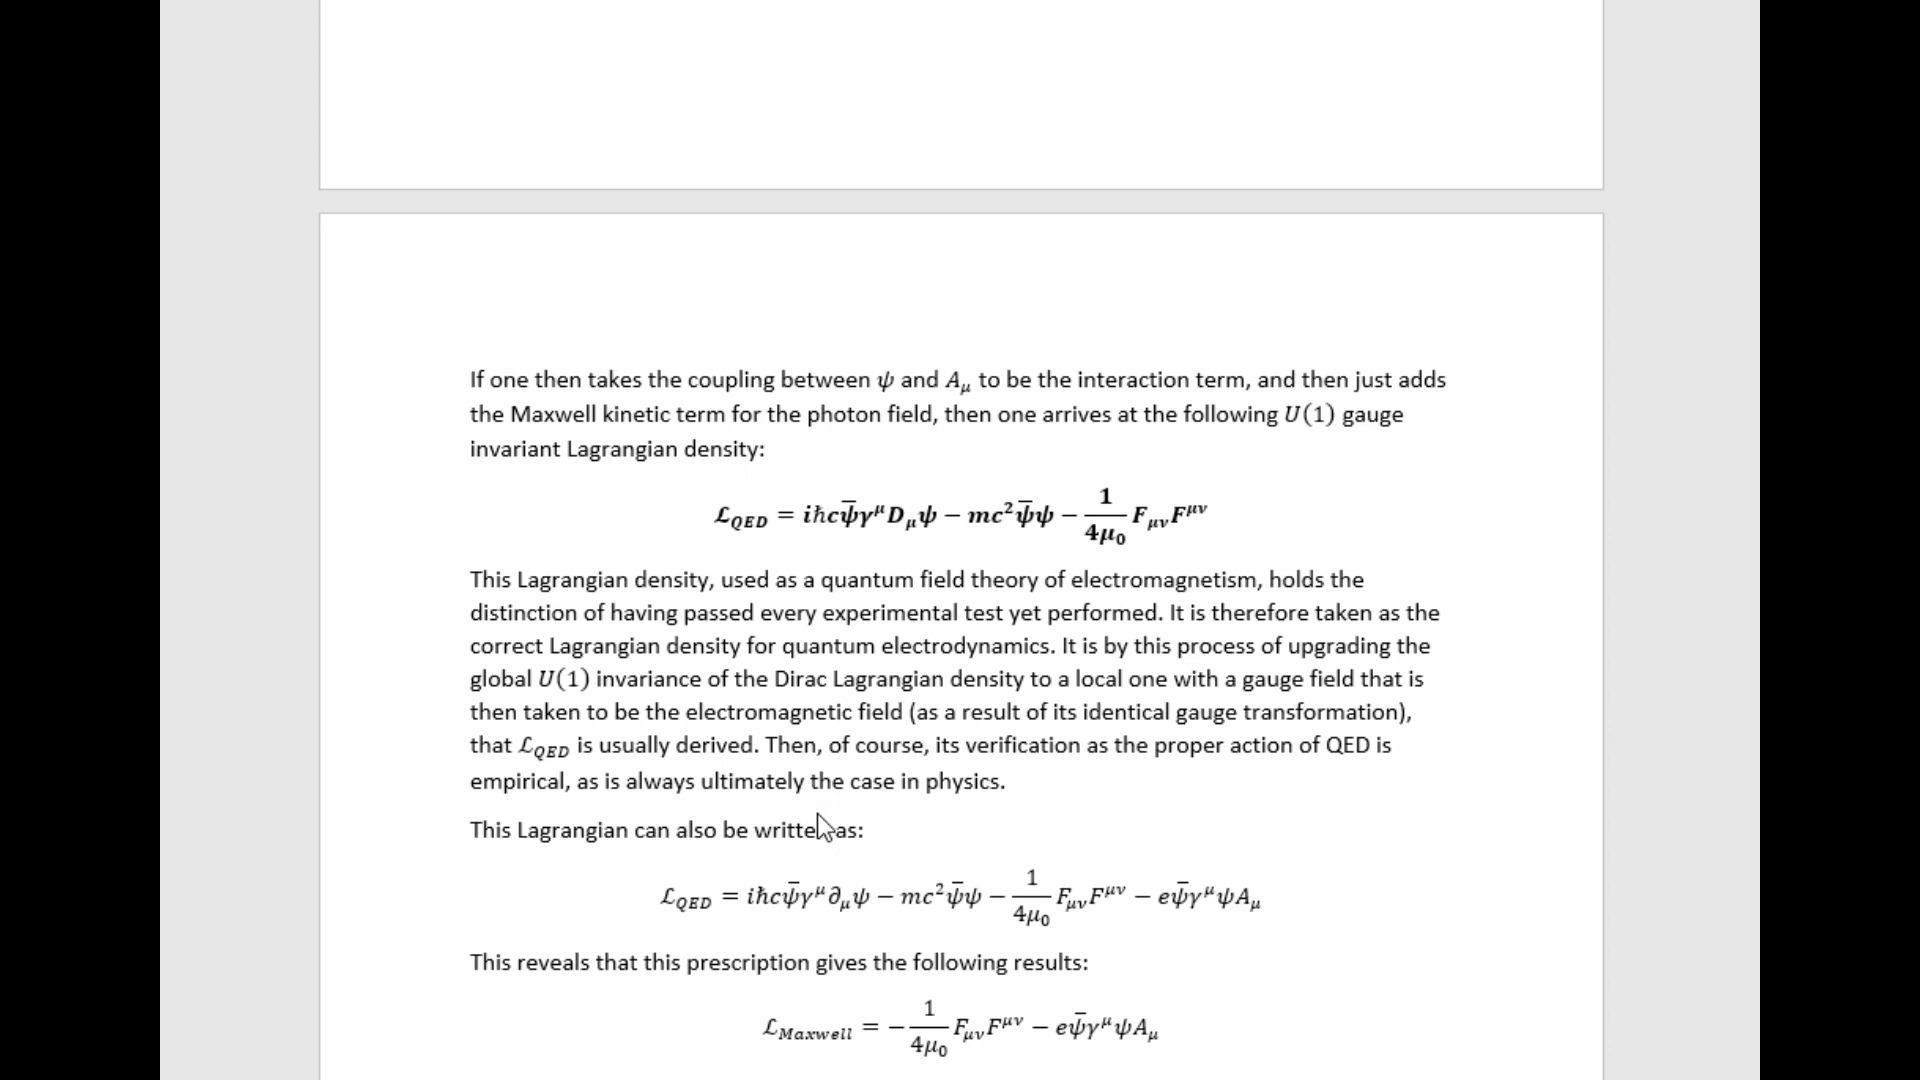 If one then takes the coupling between ψ and A_μ to be the interaction term, and then just adds
the Maxwell kinetic term for the photon field, then one arrives at the following U(1) gauge
invariant Lagrangian density:
ℒ_QED = iħcψ̄γ^μD_μψ − mc²ψ̄ψ − 1/(4μ₀) F_μνF^μν
This Lagrangian density, used as a quantum field theory of electromagnetism, holds the
distinction of having passed every experimental test yet performed. It is therefore taken as the
correct Lagrangian density for quantum electrodynamics. It is by this process of upgrading the
global U(1) invariance of the Dirac Lagrangian density to a local one with a gauge field that is
then taken to be the electromagnetic field (as a result of its identical gauge transformation),
that ℒ_QED is usually derived. Then, of course, its verification as the proper action of QED is
empirical, as is always ultimately the case in physics.
This Lagrangian can also be written as:
ℒ_QED = iħcψ̄γ^μ∂_μψ − mc²ψ̄ψ − 1/(4μ₀) F_μνF^μν − eψ̄γ^μψA_μ
This reveals that this prescription gives the following results:
ℒ_Maxwell = − 1/(4μ₀) F_μνF^μν − eψ̄γ^μψA_μ